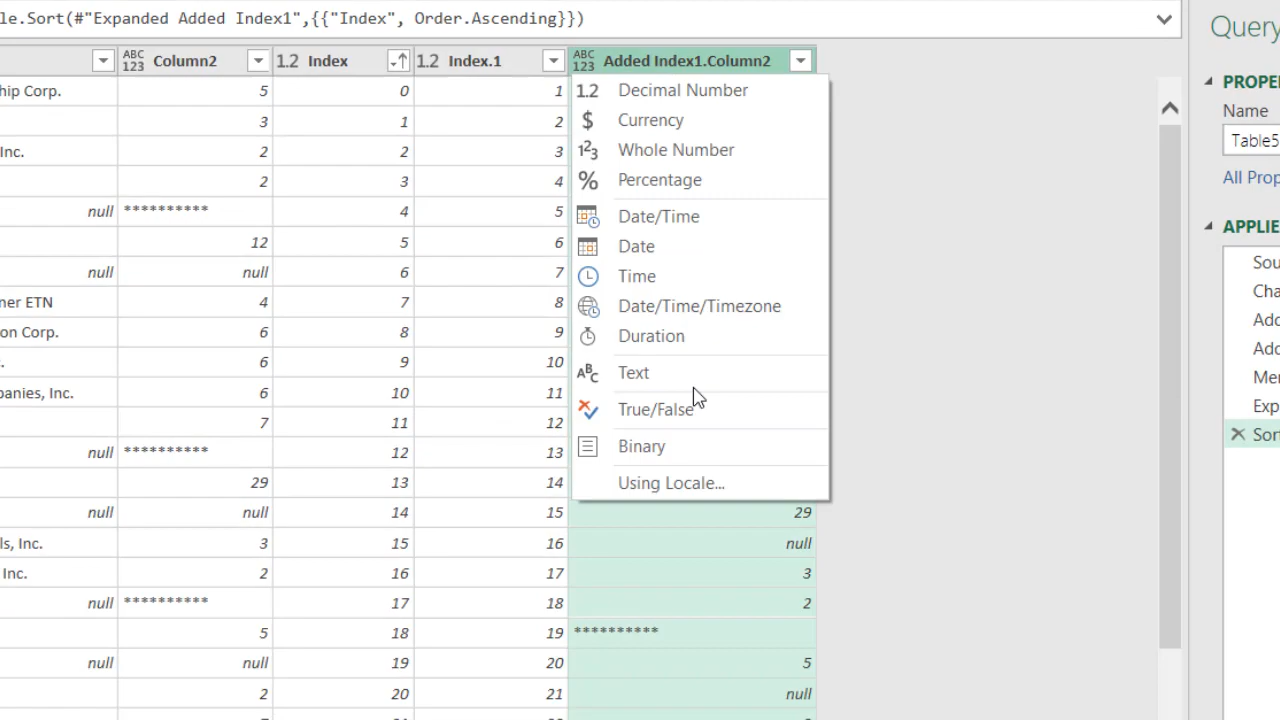 le.Sort(#"Expanded Added Index1",{{"Index", Order.Ascending}})
Query
ABC 123 Column2 1.2 Index 1.2 Index.1 ABC 123 Added Index1.Column2
hip Corp. 5 0 1
3 1 2
Inc. 2 2 3
2 3 4
null ********** 4 5
12 5 6
null null 6 7
ner ETN 4 7 8
on Corp. 6 8 9
c. 6 9 10
panies, Inc. 6 10 11
7 11 12
null ********** 12 13
29 13 14
null null 14 15 29
ls, Inc. 3 15 16 null
Inc. 2 16 17 3
null ********** 17 18 2
5 18 19 **********
null null 19 20 5
2 20 21 null
1.2 Decimal Number
$ Currency
123 Whole Number
% Percentage
Date/Time
Date
Time
Date/Time/Timezone
Duration
ABC Text
True/False
Binary
Using Locale...
PROPE
Name
Table5
All Prop
APPLIE
Sou
Cha
Add
Add
Mer
Exp
Sor